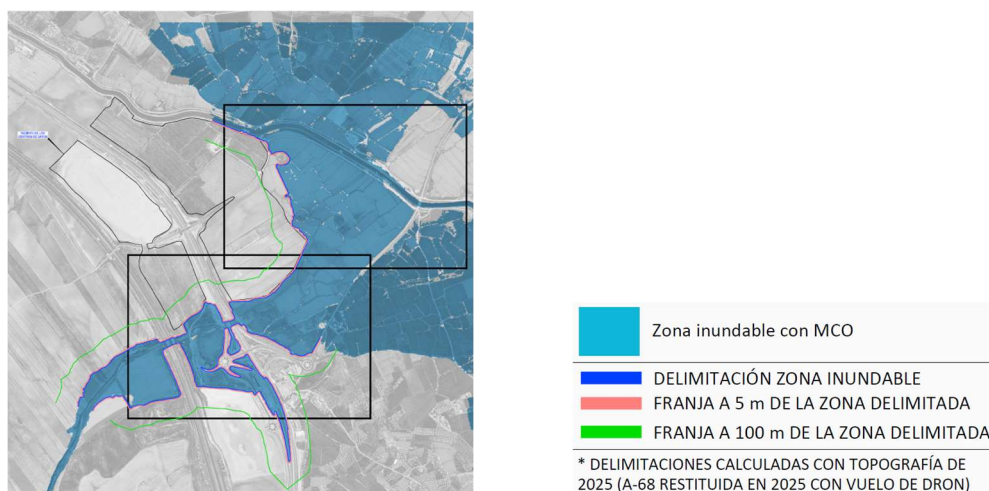 Zona inundable con MCO
DELIMITACIÓN ZONA INUNDABLE
FRANJA A 5 m DE LA ZONA DELIMITADA
FRANJA A 100 m DE LA ZONA DELIMITADA
* DELIMITACIONES CALCULADAS CON TOPOGRAFÍA DE
2025 (A-68 RESTITUIDA EN 2025 CON VUELO DE DRON)